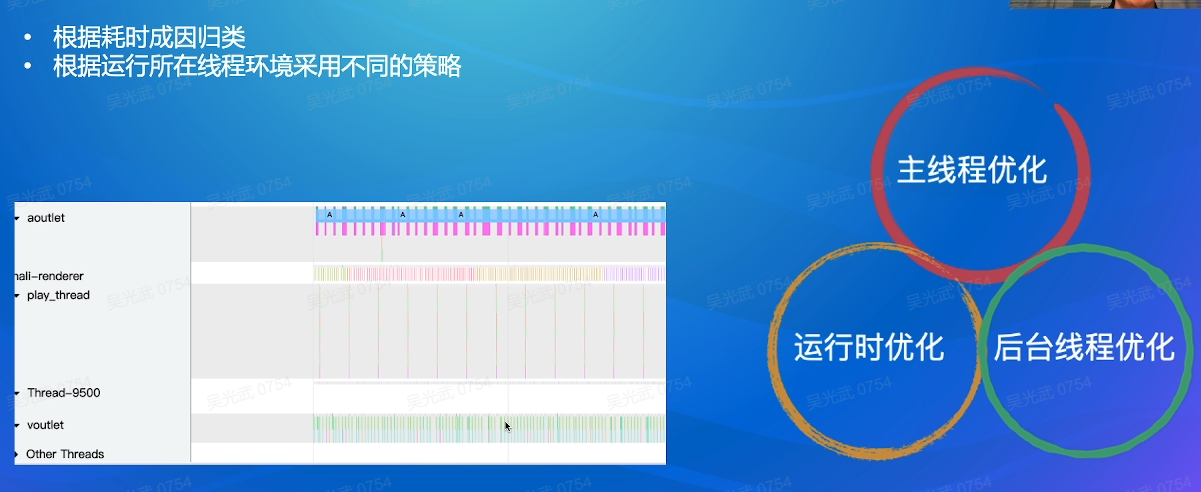 • 根据耗时成因归类
• 根据运行所在线程环境采用不同的策略
主线程优化
运行时优化
后台线程优化
aoutlet
A A A A
mali-renderer
play_thread
Thread-9500
voutlet
Other Threads
吴光武 0754